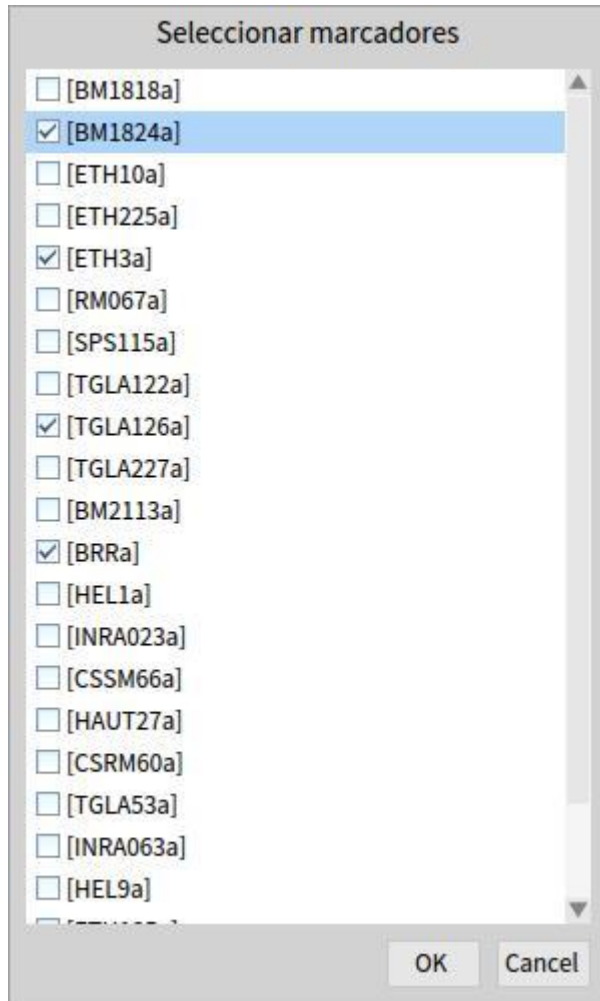 Seleccionar marcadores
[BM1818a]
[BM1824a]
[ETH10a]
[ETH225a]
[ETH3a]
[RM067a]
[SPS115a]
[TGLA122a]
[TGLA126a]
[TGLA227a]
[BM2113a]
[BRRa]
[HEL1a]
[INRA023a]
[CSSM66a]
[HAUT27a]
[CSRM60a]
[TGLA53a]
[INRA063a]
[HEL9a]
OK Cancel